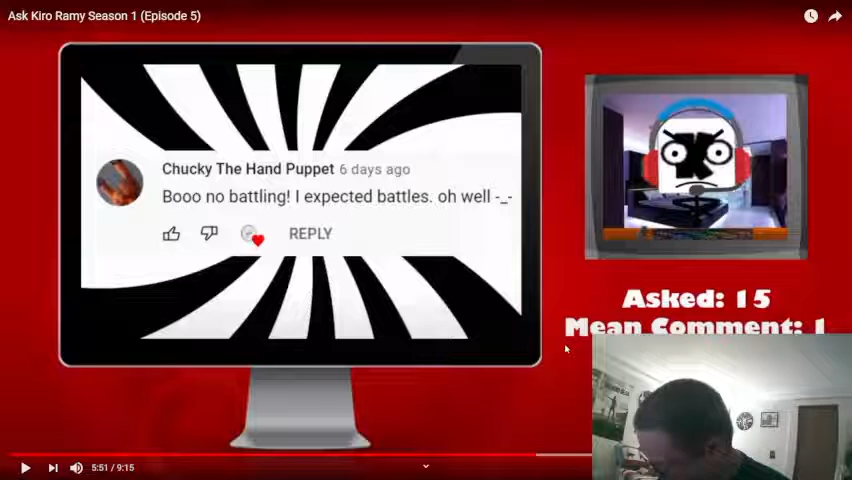 Ask Kiro Ramy Season 1 (Episode 5)
Chucky The Hand Puppet 6 days ago
Booo no battling! I expected battles. oh well -_-
REPLY
Asked: 15
Mean Comment: 1
5:51 / 9:15